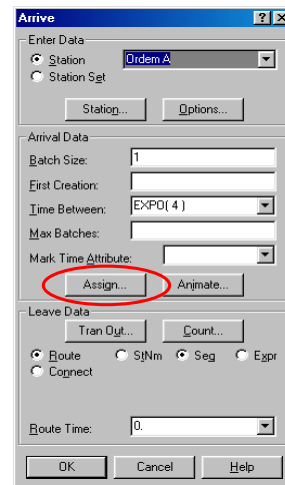 Arrive
Enter Data
Station Ordem A
Station Set
Station... Options...
Arrival Data
Batch Size: 1
First Creation:
Time Between: EXPO( 4 )
Max Batches:
Mark Time Attribute:
Assign... Animate...
Leave Data
Tran Out... Count...
Route StNm Seg Expr
Connect
Route Time: 0.
OK Cancel Help